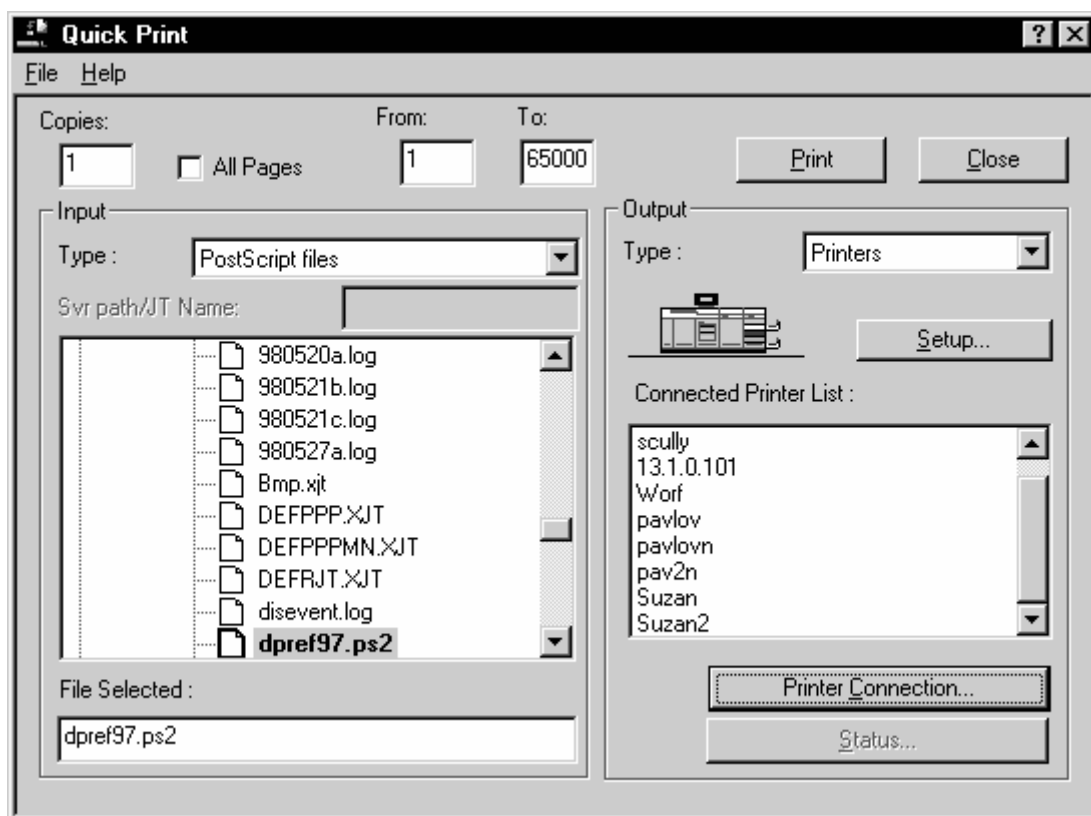 Quick Print
File Help
Copies: From: To:
1 All Pages 1 65000 Print Close
Input
Type : PostScript files
Svr path/JT Name:
980520a.log
980521b.log
980521c.log
980527a.log
Bmp.xjt
DEFPPP.XJT
DEFPPPMN.XJT
DEFRJT.XJT
disevent.log
dpref97.ps2
File Selected :
dpref97.ps2
Output
Type : Printers
Setup...
Connected Printer List :
scully
13.1.0.101
Worf
pavlov
pavlovn
pav2n
Suzan
Suzan2
Printer Connection...
Status...